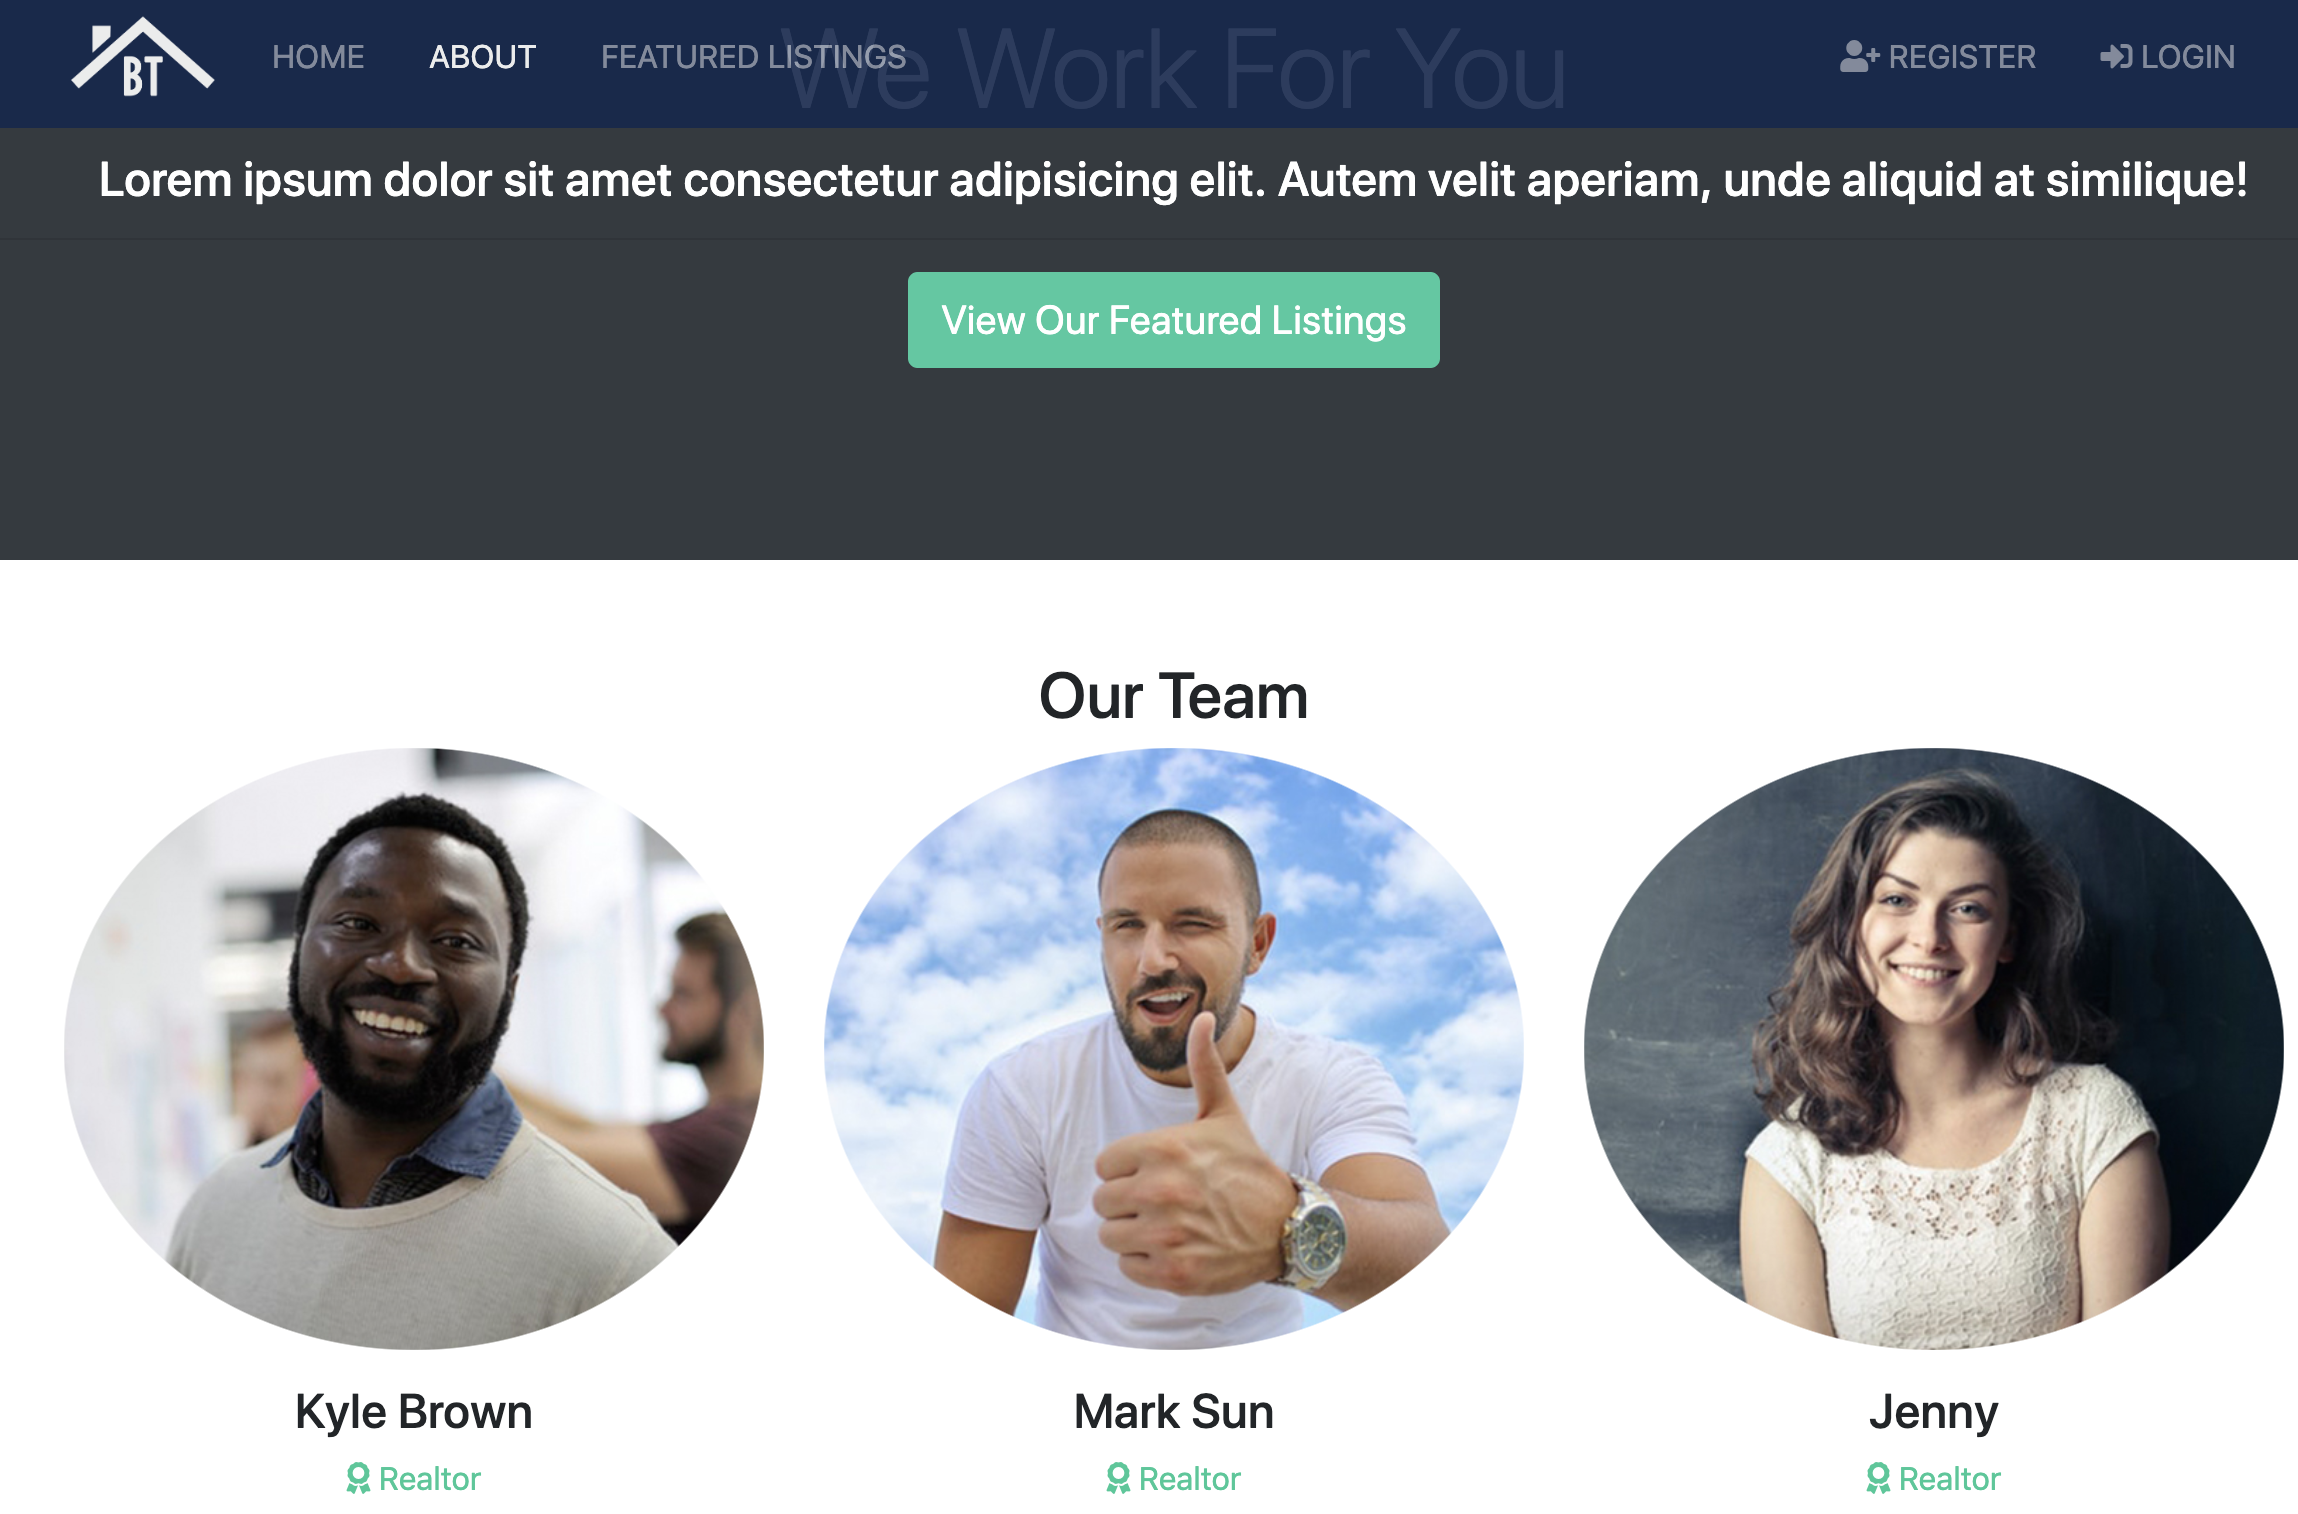 BT
HOME
ABOUT
FEATURED LISTINGS
We Work For You
REGISTER
LOGIN
Lorem ipsum dolor sit amet consectetur adipisicing elit. Autem velit aperiam, unde aliquid at similique!
View Our Featured Listings
Our Team
Kyle Brown
Realtor
Mark Sun
Realtor
Jenny
Realtor